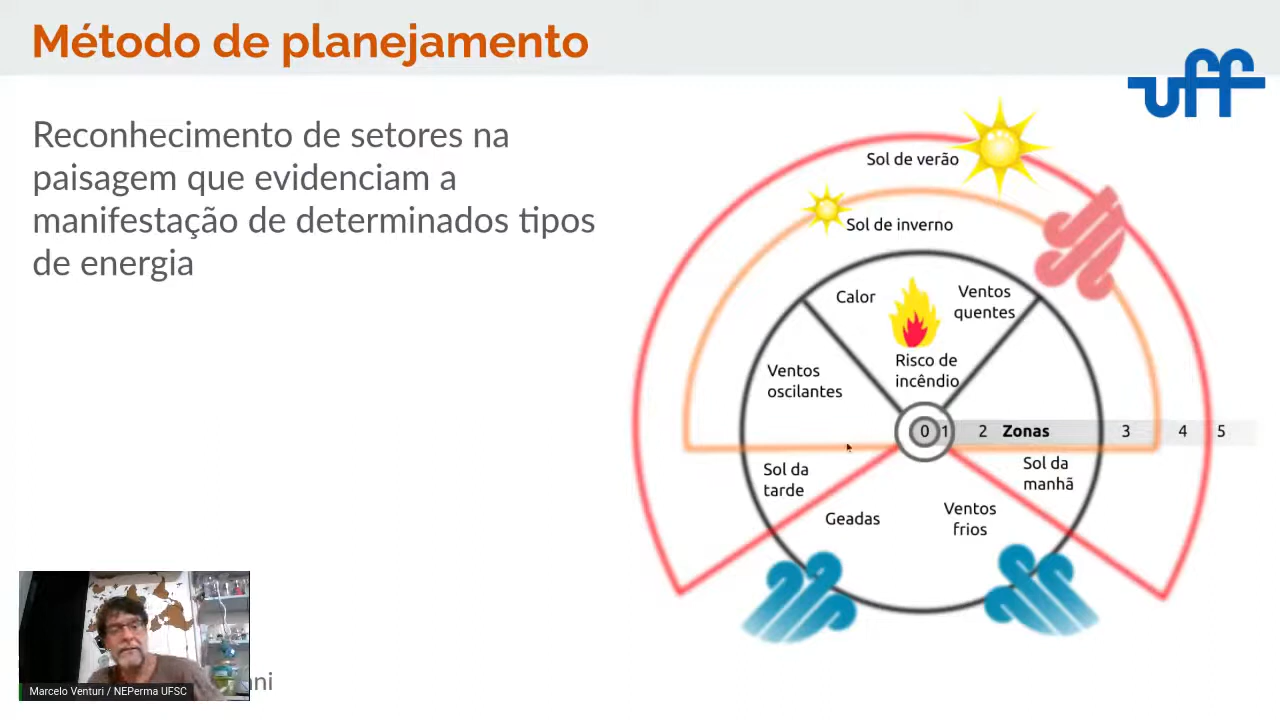 Método de planejamento
uff
Reconhecimento de setores na
paisagem que evidenciam a
manifestação de determinados tipos
de energia
Sol de verão
Sol de inverno
Calor
Ventos
quentes
Risco de
incêndio
Ventos
oscilantes
0 1 2 Zonas 3 4 5
Sol da
tarde
Sol da
manhã
Geadas
Ventos
frios
Marcelo Venturi / NEPerma UFSC